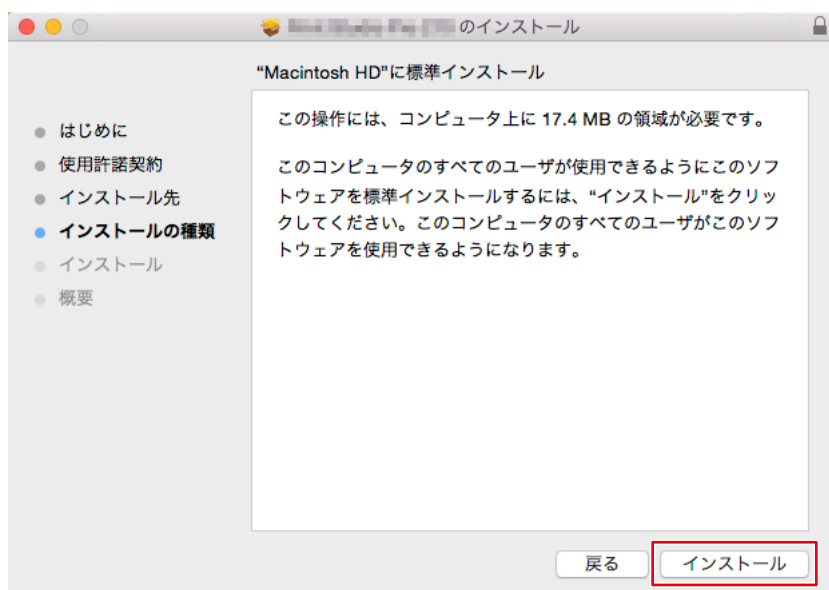 のインストール
“Macintosh HD”に標準インストール
はじめに
使用許諾契約
インストール先
インストールの種類
インストール
概要
この操作には、コンピュータ上に 17.4 MB の領域が必要です。
このコンピュータのすべてのユーザが使用できるようにこのソフ
トウェアを標準インストールするには、“インストール”をクリッ
クしてください。このコンピュータのすべてのユーザがこのソフ
トウェアを使用できるようになります。
戻る
インストール